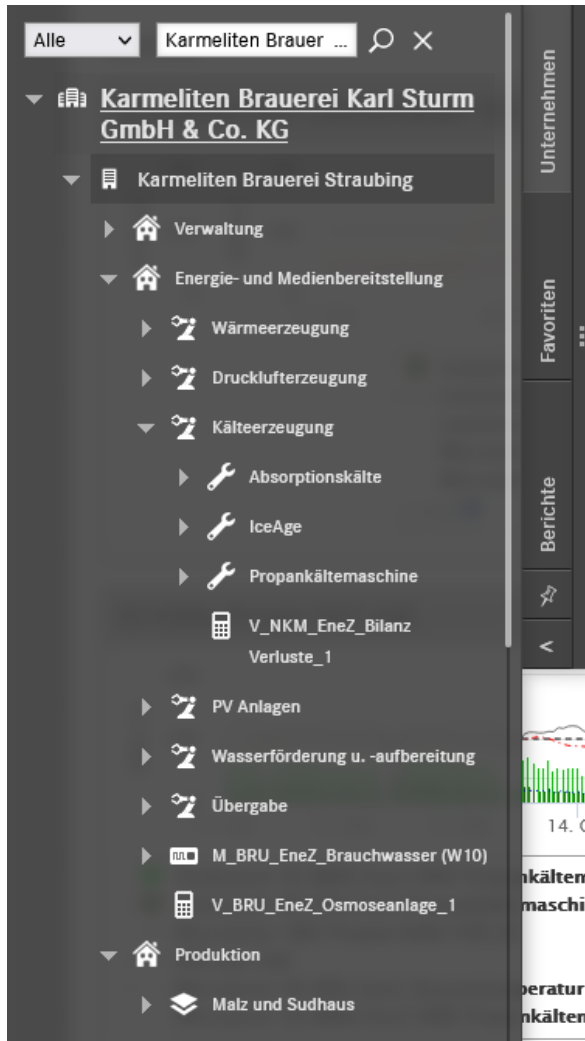 Alle
Karmeliten Brauer ...
Karmeliten Brauerei Karl Sturm
GmbH & Co. KG
Karmeliten Brauerei Straubing
Verwaltung
Energie- und Medienbereitstellung
Wärmeerzeugung
Drucklufterzeugung
Kälteerzeugung
Absorptionskälte
IceAge
Propankältemaschine
V_NKM_EneZ_Bilanz
Verluste_1
PV Anlagen
Wasserförderung u. -aufbereitung
Übergabe
M_BRU_EneZ_Brauchwasser (W10)
V_BRU_EneZ_Osmoseanlage_1
Produktion
Malz und Sudhaus
Unternehmen
Favoriten
Berichte
<
14.